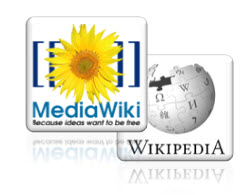 [[ ]]
MediaWiki
Because ideas want to be free
Ω W
И
WIKIPEDIA